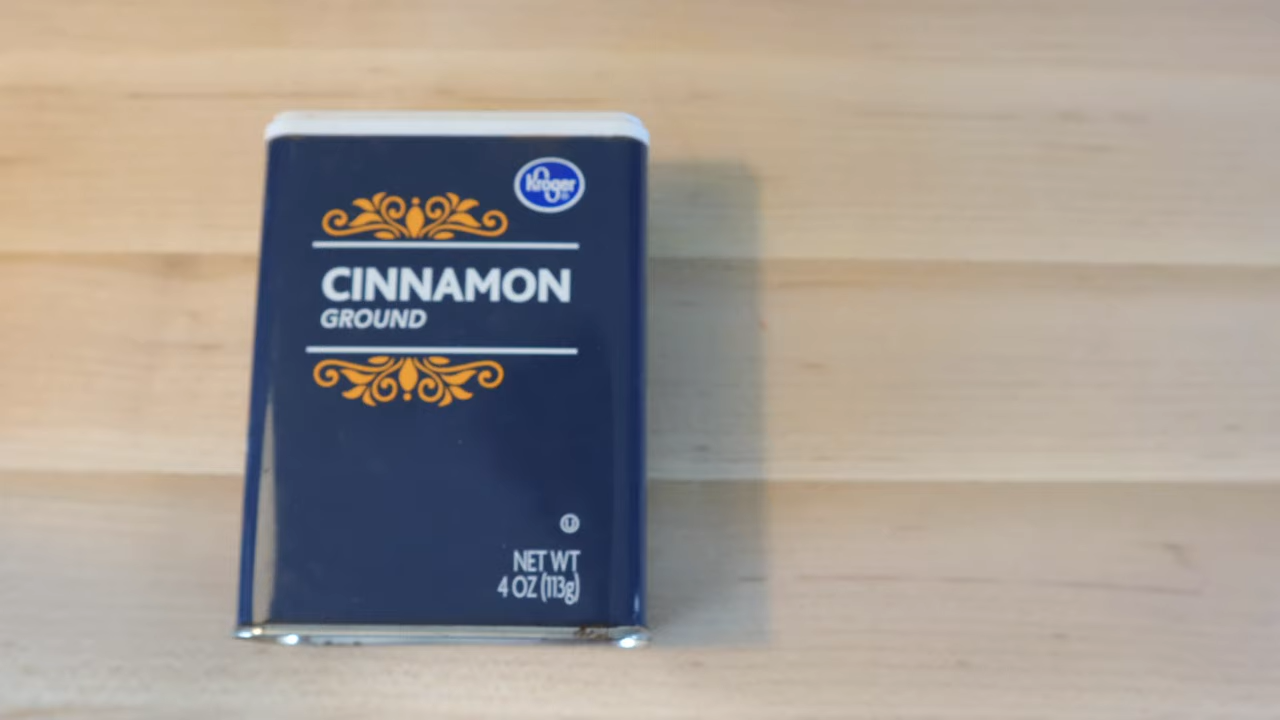 Kroger
CINNAMON
GROUND
U
NET WT
4 OZ (113g)